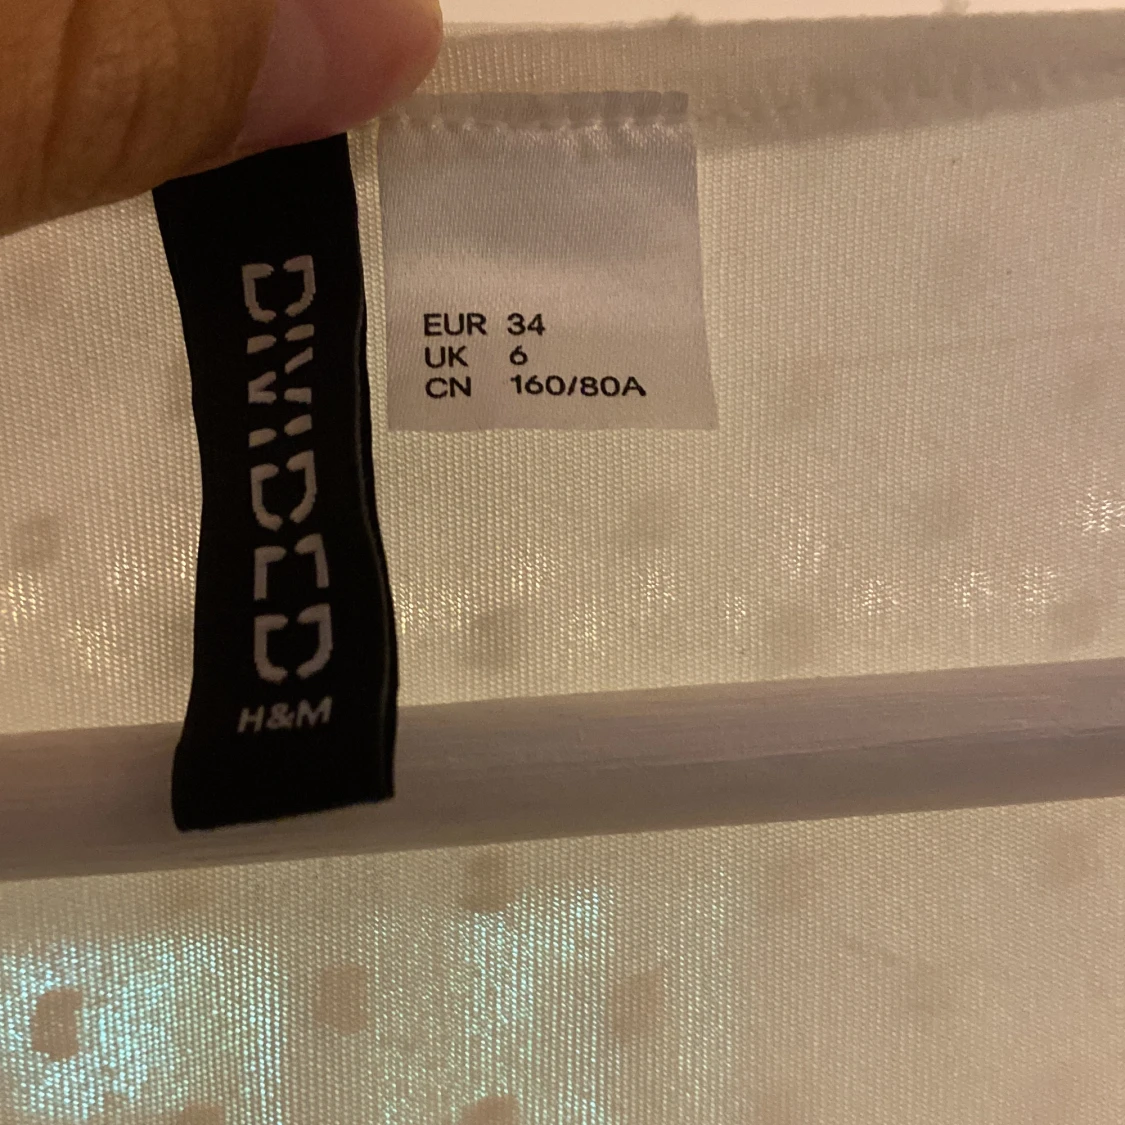 DIVIDED
H&M
EUR 34
UK 6
CN 160/80A